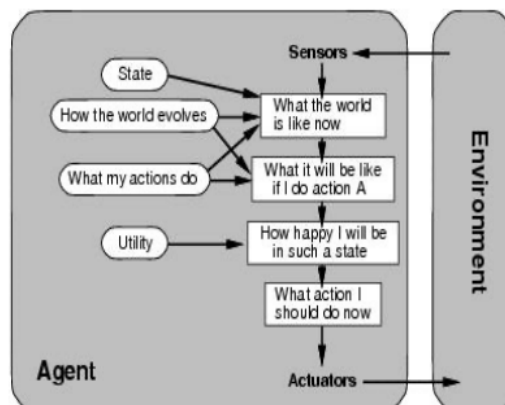 Sensors
State
What the world
is like now
How the world evolves
What my actions do
What it will be like
if I do action A
Utility
How happy I will be
in such a state
What action I
should do now
Agent
Actuators
Environment